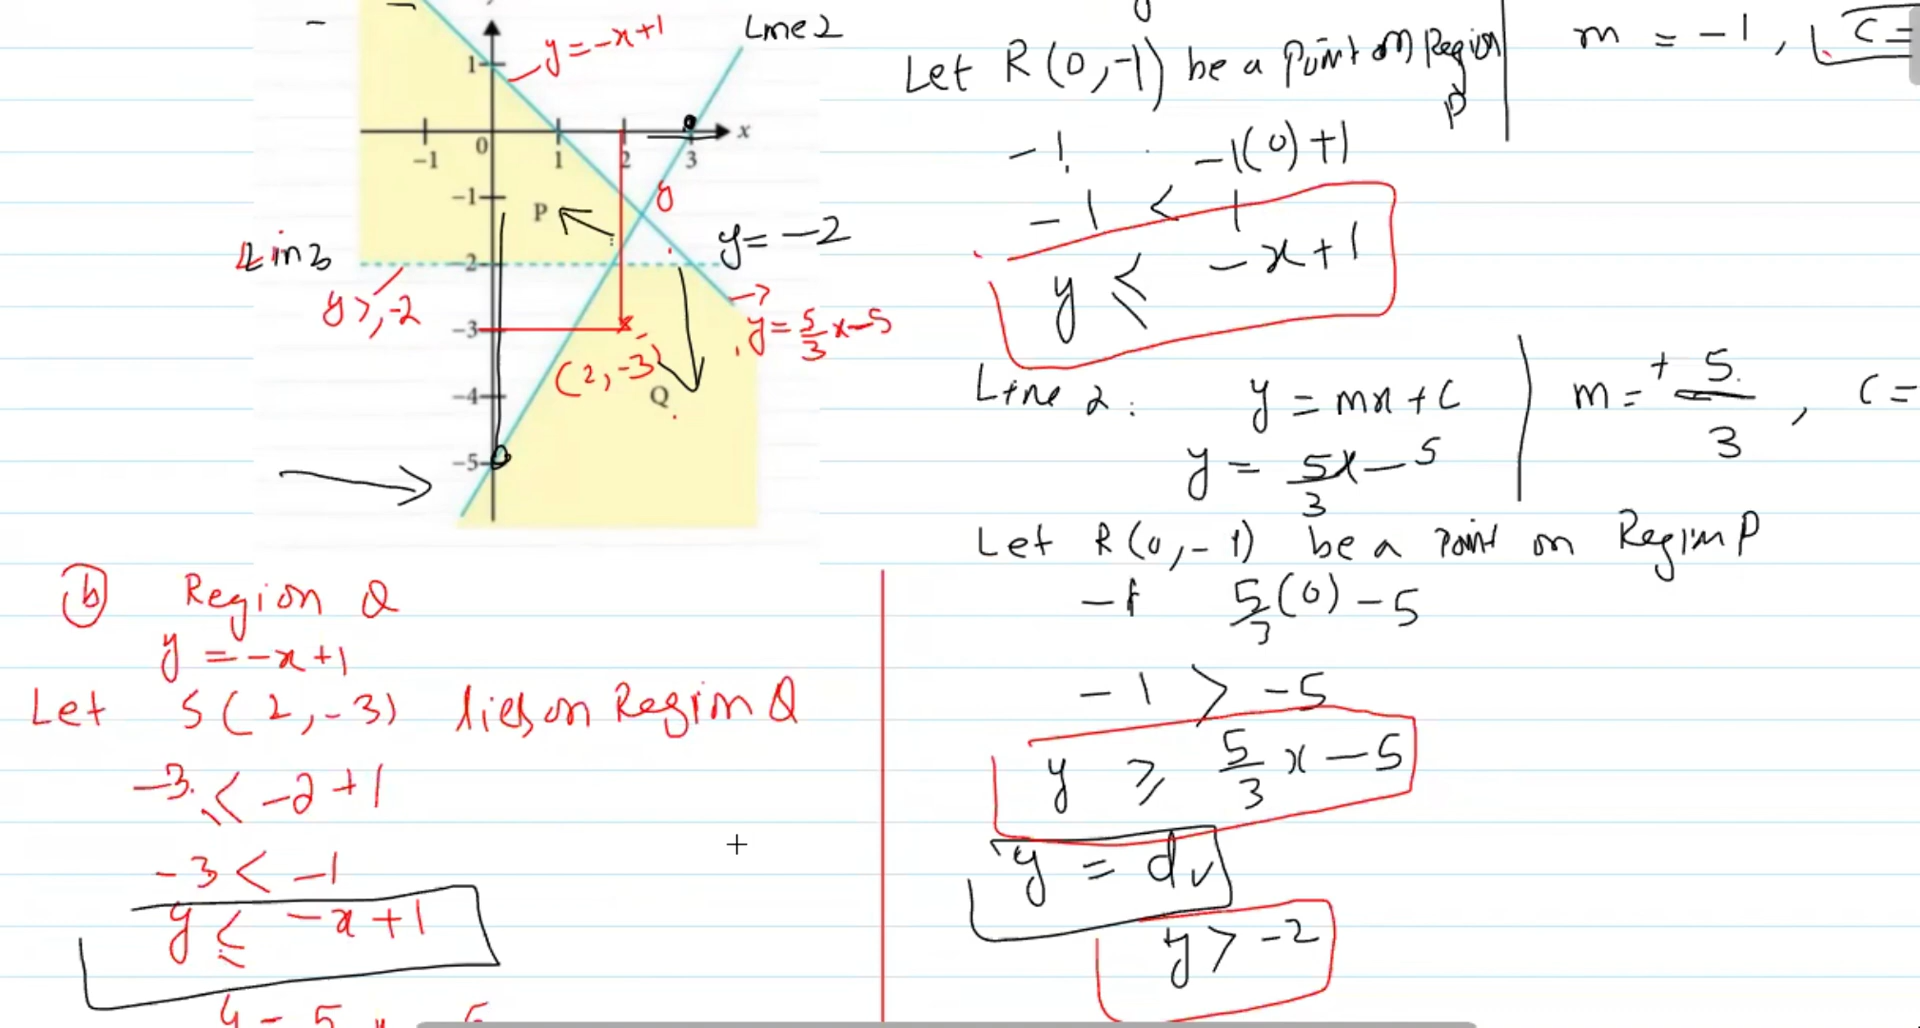 Line 2
y = -x+1
1
x
-1
0
1
2
3
-1
P
y = -2
Lin3
-2
y >, -2
-3
y = 5/3 x - 5
(2, -3)
-4
Q
-5
Let R(0,-1) be a Point on Region P
m = -1, C =
-1 -1(0)+1
-1 < 1
y ≤ -x+1
Line 2: y = mx + c
m = + 5/3, C =
y = 5x/3 - 5
Let R(0,-1) be a Point on Region P
-1 5/3(0) - 5
-1 > -5
y ≥ 5/3 x - 5
y = d
y > -2
(b) Region Q
y = -x+1
Let S(2,-3) lies on Region Q
-3 < -2+1
-3 < -1
y ≤ -x+1